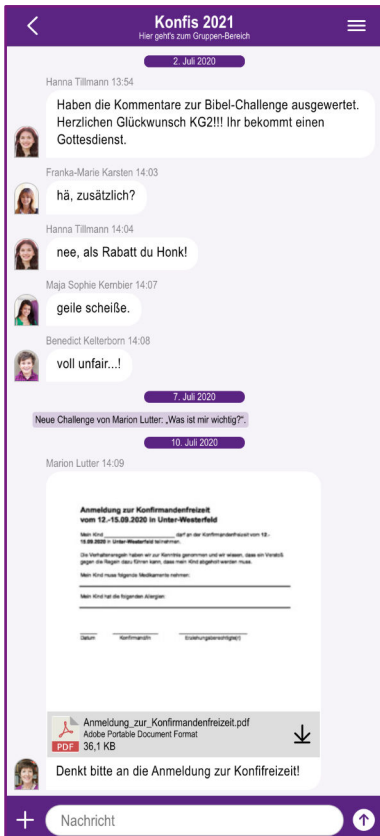 Konfis 2021
Hier geht's zum Gruppen-Bereich
2. Juli 2020
Hanna Tillmann 13:54
Haben die Kommentare zur Bibel-Challenge ausgewertet.
Herzlichen Glückwunsch KG2!!! Ihr bekommt einen
Gottesdienst.
Franka-Marie Karsten 14:03
hä, zusätzlich?
Hanna Tillmann 14:04
nee, als Rabatt du Honk!
Maja Sophie Kembier 14:07
geile scheiße.
Benedict Kelterborn 14:08
voll unfair...!
7. Juli 2020
Neue Challenge von Marion Lutter: „Was ist mir wichtig?“.
10. Juli 2020
Marion Lutter 14:09
Anmeldung zur Konfirmandenfreizeit
vom 12.-15.09.2020 in Unter-Westerfeld
Mein Kind darf an der Konfirmandenfreizeit vom 12.-
15.09.2020 in Unter-Westerfeld teilnehmen.
Die Verhaltensregeln haben wir zur Kenntnis genommen und wir wissen, dass ein Verstoß
gegen die Regeln dazu führen kann, dass mein Kind abgeholt werden muss.
Mein Kind muss folgende Medikamente nehmen:
Mein Kind hat die folgenden Allergien:
Datum Konfirmand/in Erziehungsberechtigte(r)
Anmeldung_zur_Konfirmandenfreizeit.pdf
Adobe Portable Document Format
PDF 36,1 KB
Denkt bitte an die Anmeldung zur Konfifreizeit!
Nachricht